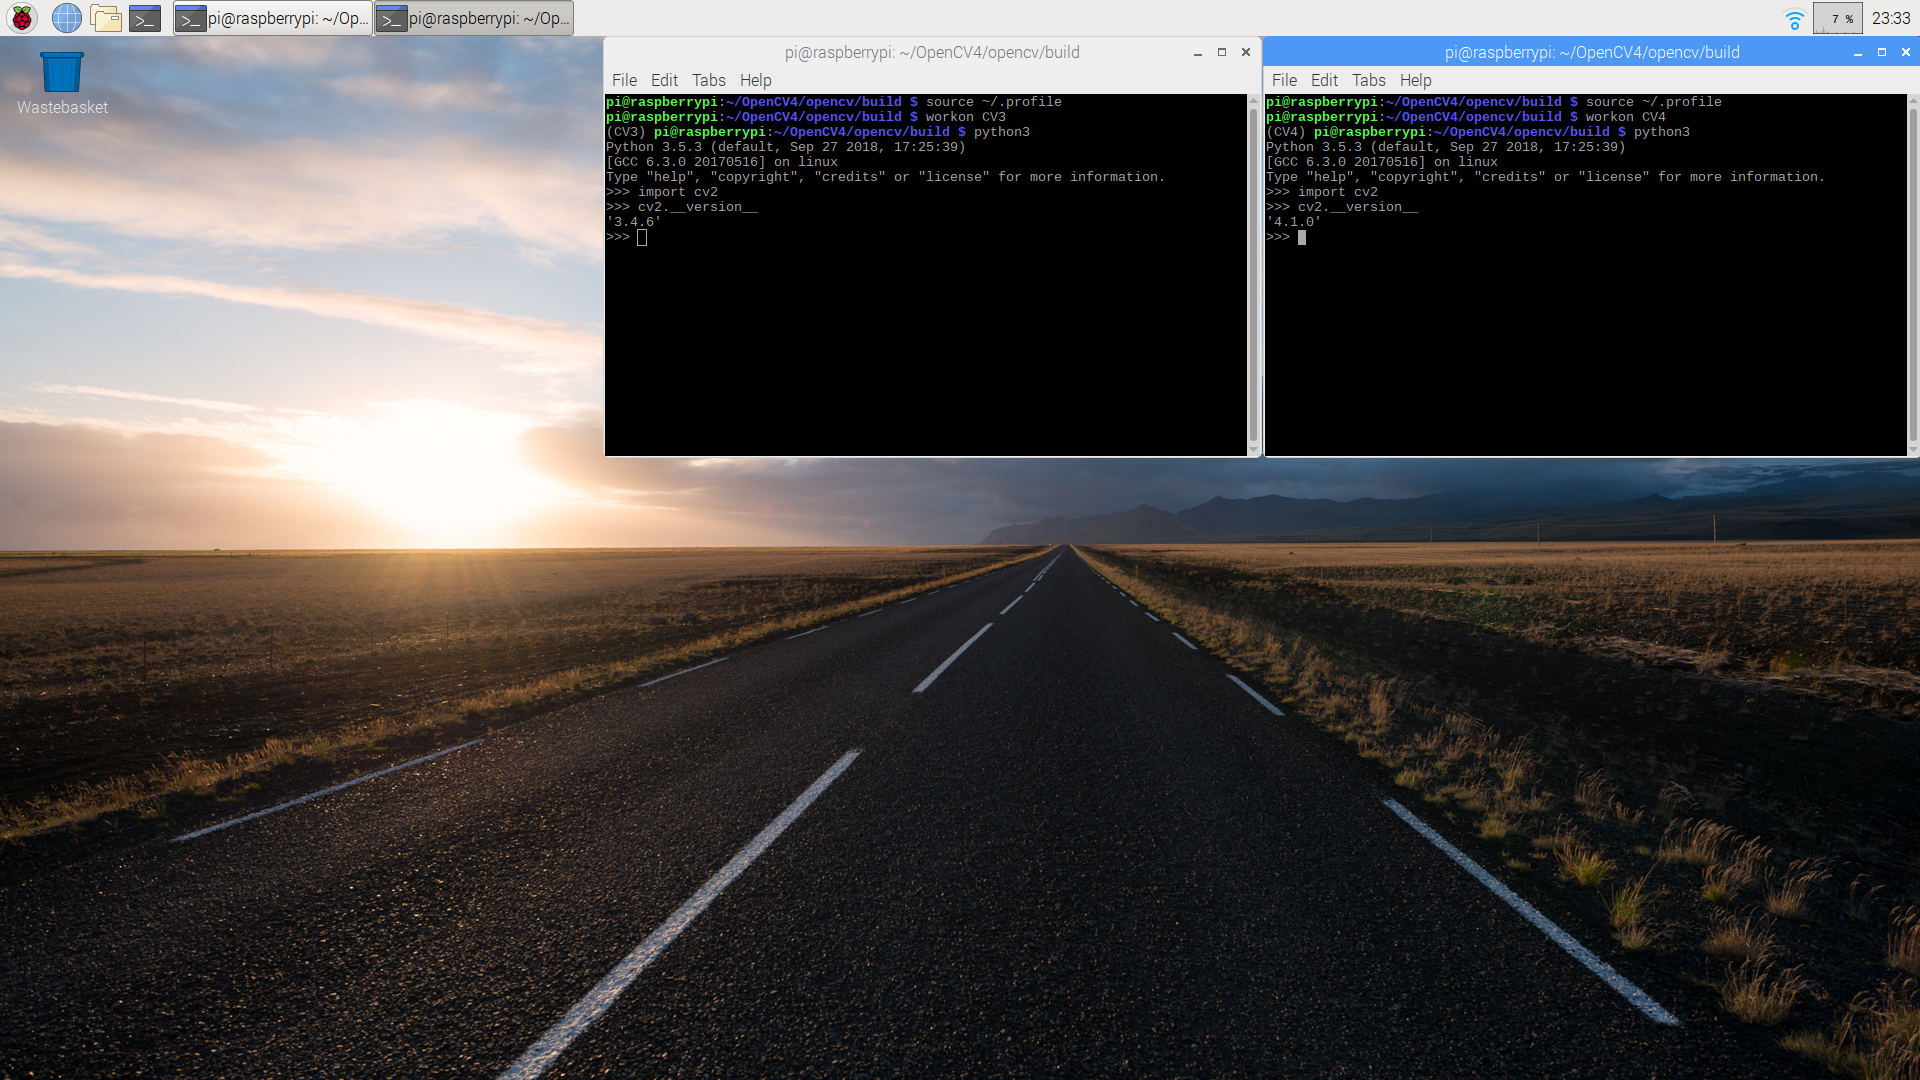 pi@raspberrypi: ~/Op...
pi@raspberrypi: ~/Op...
7 %
23:33
Wastebasket
pi@raspberrypi: ~/OpenCV4/opencv/build
File Edit Tabs Help
pi@raspberrypi:~/OpenCV4/opencv/build $ source ~/.profile
pi@raspberrypi:~/OpenCV4/opencv/build $ workon CV3
(CV3) pi@raspberrypi:~/OpenCV4/opencv/build $ python3
Python 3.5.3 (default, Sep 27 2018, 17:25:39)
[GCC 6.3.0 20170516] on linux
Type "help", "copyright", "credits" or "license" for more information.
>>> import cv2
>>> cv2.__version__
'3.4.6'
>>>
pi@raspberrypi: ~/OpenCV4/opencv/build
File Edit Tabs Help
pi@raspberrypi:~/OpenCV4/opencv/build $ source ~/.profile
pi@raspberrypi:~/OpenCV4/opencv/build $ workon CV4
(CV4) pi@raspberrypi:~/OpenCV4/opencv/build $ python3
Python 3.5.3 (default, Sep 27 2018, 17:25:39)
[GCC 6.3.0 20170516] on linux
Type "help", "copyright", "credits" or "license" for more information.
>>> import cv2
>>> cv2.__version__
'4.1.0'
>>>